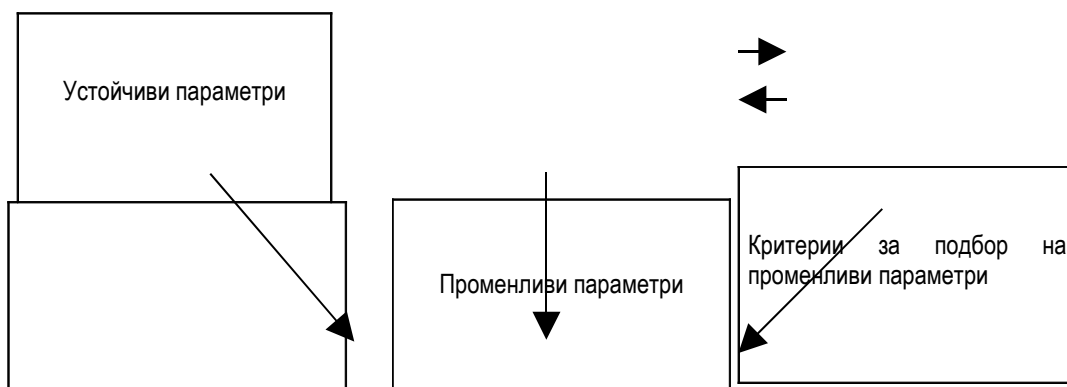 Устойчиви параметри
Променливи параметри
Критерии за подбор на
променливи параметри